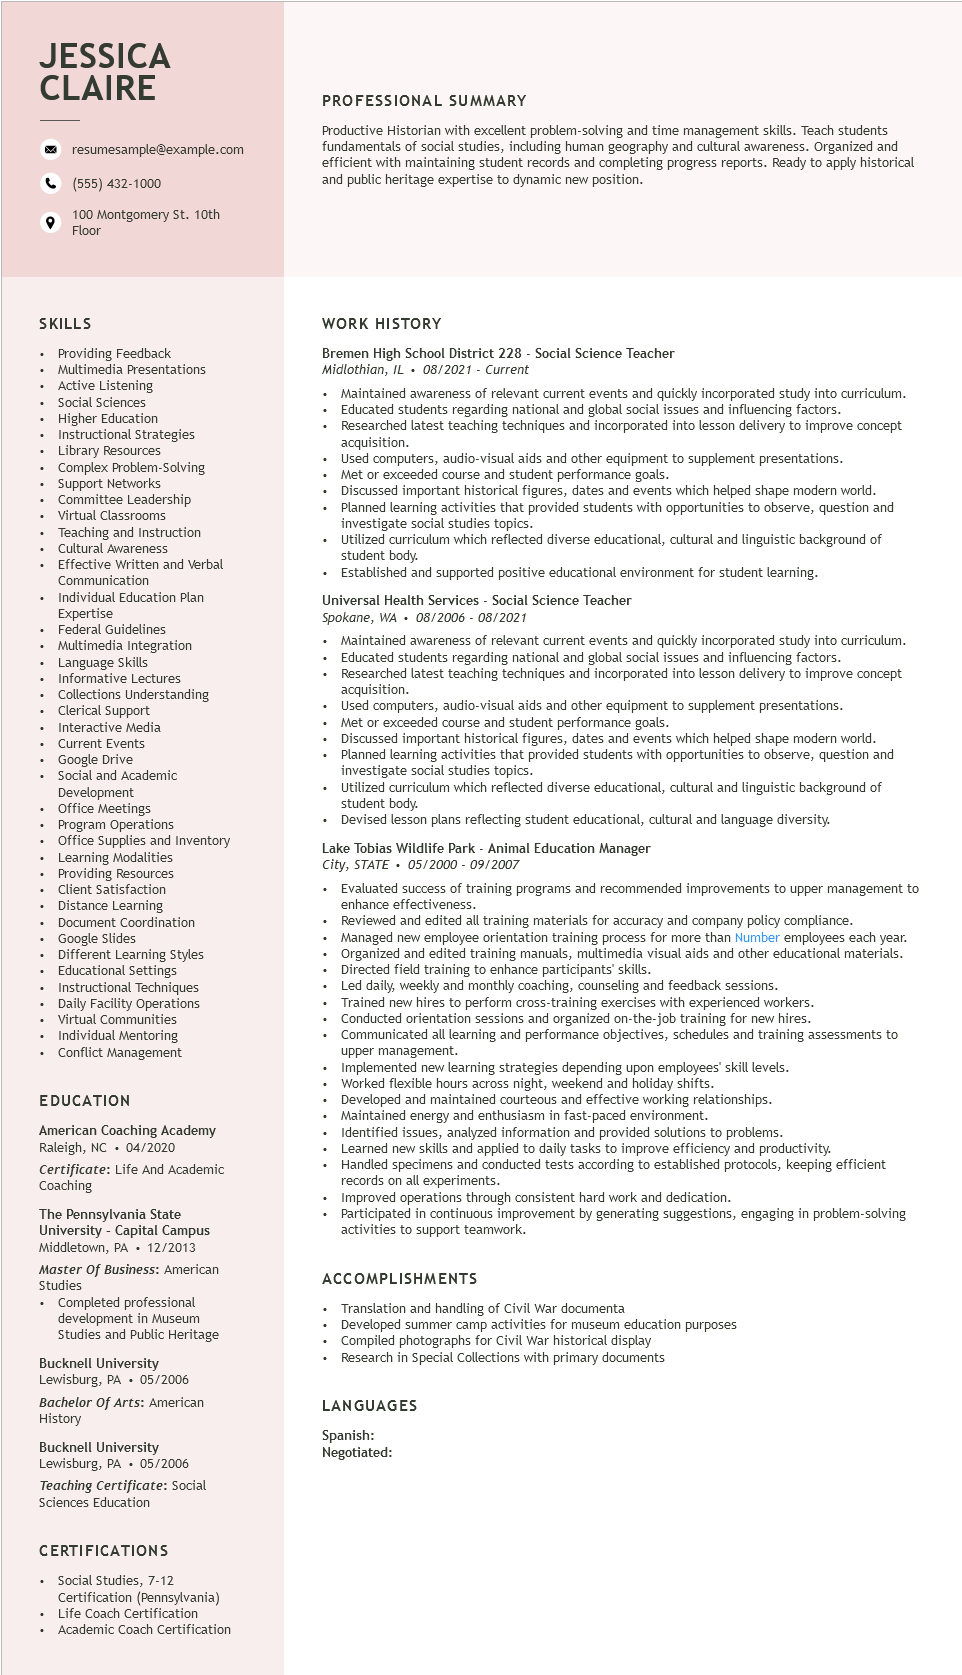 JESSICA
CLAIRE
resumesample@example.com
(555) 432-1000
100 Montgomery St. 10th
Floor
PROFESSIONAL SUMMARY
Productive Historian with excellent problem-solving and time management skills. Teach students
fundamentals of social studies, including human geography and cultural awareness. Organized and
efficient with maintaining student records and completing progress reports. Ready to apply historical
and public heritage expertise to dynamic new position.
SKILLS
• Providing Feedback
• Multimedia Presentations
• Active Listening
• Social Sciences
• Higher Education
• Instructional Strategies
• Library Resources
• Complex Problem-Solving
• Support Networks
• Committee Leadership
• Virtual Classrooms
• Teaching and Instruction
• Cultural Awareness
• Effective Written and Verbal
Communication
• Individual Education Plan
Expertise
• Federal Guidelines
• Multimedia Integration
• Language Skills
• Informative Lectures
• Collections Understanding
• Clerical Support
• Interactive Media
• Current Events
• Google Drive
• Social and Academic
Development
• Office Meetings
• Program Operations
• Office Supplies and Inventory
• Learning Modalities
• Providing Resources
• Client Satisfaction
• Distance Learning
• Document Coordination
• Google Slides
• Different Learning Styles
• Educational Settings
• Instructional Techniques
• Daily Facility Operations
• Virtual Communities
• Individual Mentoring
• Conflict Management
EDUCATION
American Coaching Academy
Raleigh, NC • 04/2020
Certificate: Life And Academic
Coaching
The Pennsylvania State
University - Capital Campus
Middletown, PA • 12/2013
Master Of Business: American
Studies
• Completed professional
development in Museum
Studies and Public Heritage
Bucknell University
Lewisburg, PA • 05/2006
Bachelor Of Arts: American
History
Bucknell University
Lewisburg, PA • 05/2006
Teaching Certificate: Social
Sciences Education
CERTIFICATIONS
• Social Studies, 7-12
Certification (Pennsylvania)
• Life Coach Certification
• Academic Coach Certification
WORK HISTORY
Bremen High School District 228 - Social Science Teacher
Midlothian, IL • 08/2021 - Current
• Maintained awareness of relevant current events and quickly incorporated study into curriculum.
• Educated students regarding national and global social issues and influencing factors.
• Researched latest teaching techniques and incorporated into lesson delivery to improve concept
acquisition.
• Used computers, audio-visual aids and other equipment to supplement presentations.
• Met or exceeded course and student performance goals.
• Discussed important historical figures, dates and events which helped shape modern world.
• Planned learning activities that provided students with opportunities to observe, question and
investigate social studies topics.
• Utilized curriculum which reflected diverse educational, cultural and linguistic background of
student body.
• Established and supported positive educational environment for student learning.
Universal Health Services - Social Science Teacher
Spokane, WA • 08/2006 - 08/2021
• Maintained awareness of relevant current events and quickly incorporated study into curriculum.
• Educated students regarding national and global social issues and influencing factors.
• Researched latest teaching techniques and incorporated into lesson delivery to improve concept
acquisition.
• Used computers, audio-visual aids and other equipment to supplement presentations.
• Met or exceeded course and student performance goals.
• Discussed important historical figures, dates and events which helped shape modern world.
• Planned learning activities that provided students with opportunities to observe, question and
investigate social studies topics.
• Utilized curriculum which reflected diverse educational, cultural and linguistic background of
student body.
• Devised lesson plans reflecting student educational, cultural and language diversity.
Lake Tobias Wildlife Park - Animal Education Manager
City, STATE • 05/2000 - 09/2007
• Evaluated success of training programs and recommended improvements to upper management to
enhance effectiveness.
• Reviewed and edited all training materials for accuracy and company policy compliance.
• Managed new employee orientation training process for more than Number employees each year.
• Organized and edited training manuals, multimedia visual aids and other educational materials.
• Directed field training to enhance participants' skills.
• Led daily, weekly and monthly coaching, counseling and feedback sessions.
• Trained new hires to perform cross-training exercises with experienced workers.
• Conducted orientation sessions and organized on-the-job training for new hires.
• Communicated all learning and performance objectives, schedules and training assessments to
upper management.
• Implemented new learning strategies depending upon employees' skill levels.
• Worked flexible hours across night, weekend and holiday shifts.
• Developed and maintained courteous and effective working relationships.
• Maintained energy and enthusiasm in fast-paced environment.
• Identified issues, analyzed information and provided solutions to problems.
• Learned new skills and applied to daily tasks to improve efficiency and productivity.
• Handled specimens and conducted tests according to established protocols, keeping efficient
records on all experiments.
• Improved operations through consistent hard work and dedication.
• Participated in continuous improvement by generating suggestions, engaging in problem-solving
activities to support teamwork.
ACCOMPLISHMENTS
• Translation and handling of Civil War documenta
• Developed summer camp activities for museum education purposes
• Compiled photographs for Civil War historical display
• Research in Special Collections with primary documents
LANGUAGES
Spanish:
Negotiated: